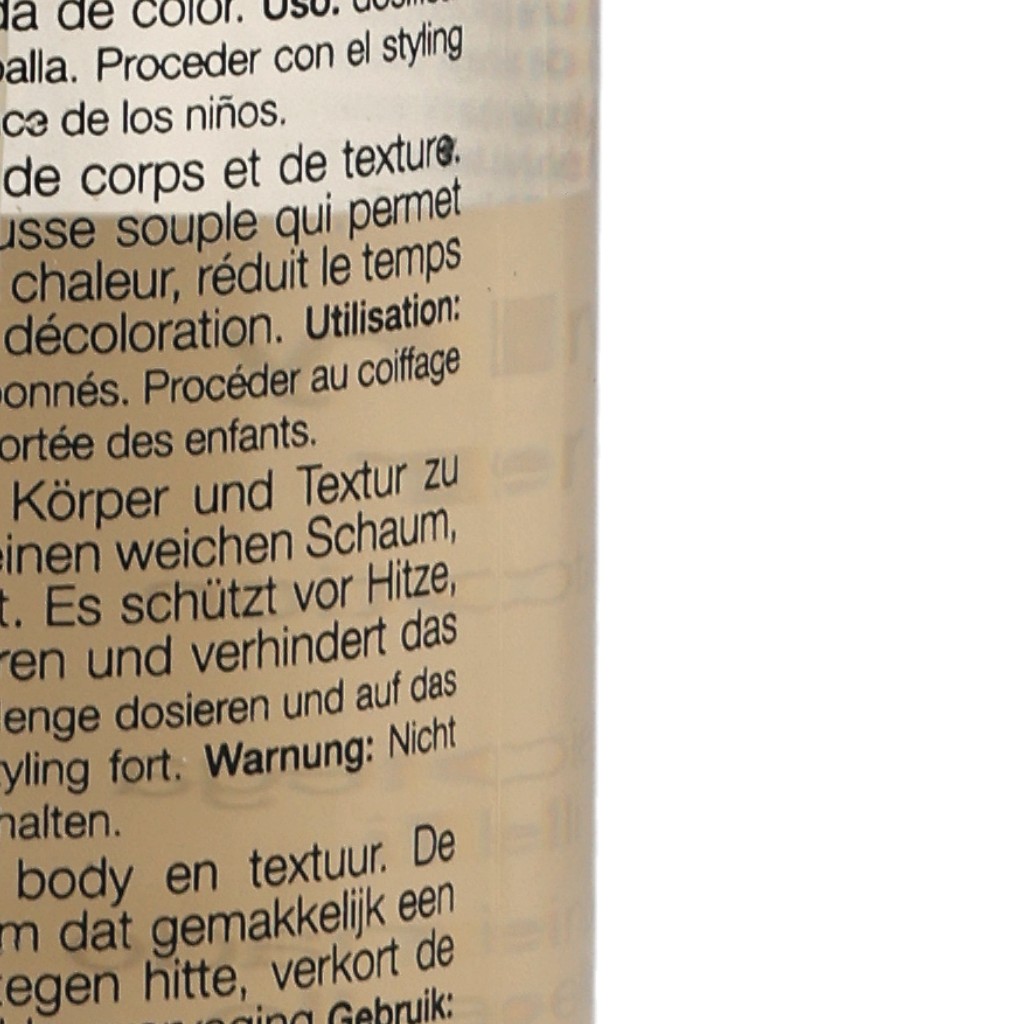 da de color. Uso:
alla. Proceder con el styling
ce de los niños.
de corps et de texture.
usse souple qui permet
chaleur, réduit le temps
décoloration. Utilisation:
onnés. Procéder au coiffage
ortée des enfants.
Körper und Textur zu
einen weichen Schaum,
t. Es schützt vor Hitze,
ren und verhindert das
enge dosieren und auf das
yling fort. Warnung: Nicht
halten.
body en textuur. De
m dat gemakkelijk een
tegen hitte, verkort de
Gebruik: